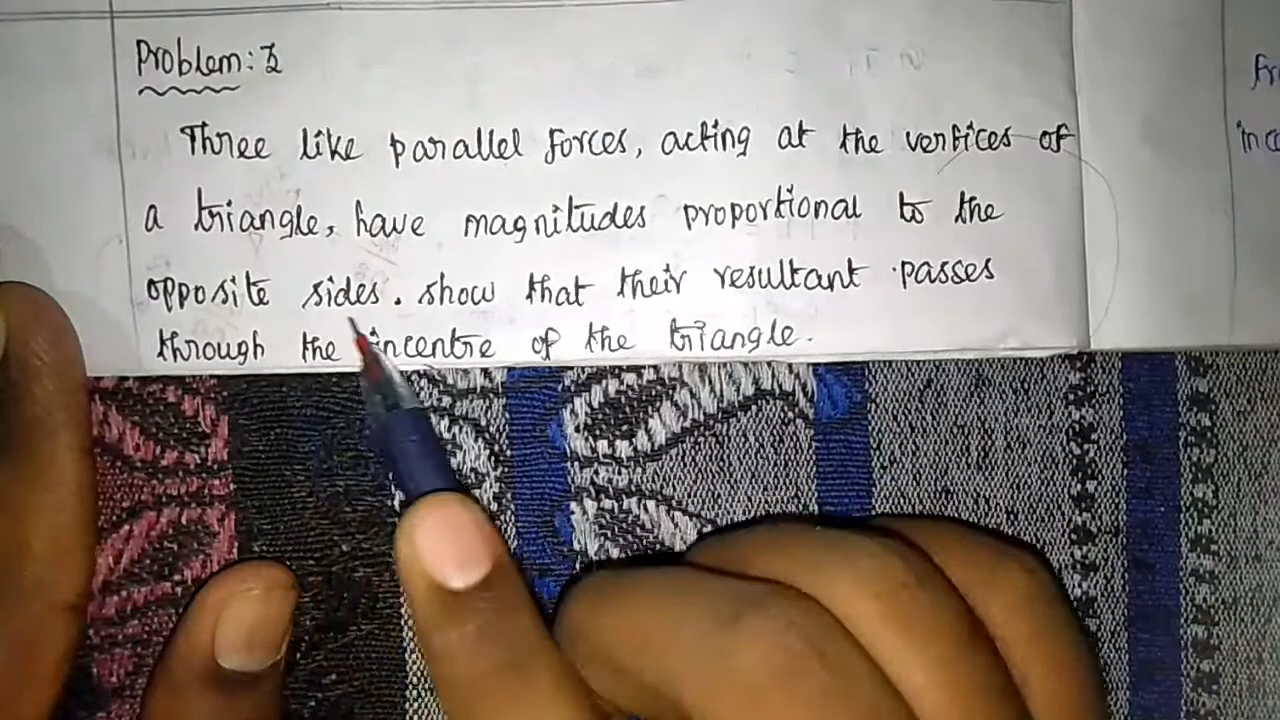 Problem: 2
Three like parallel forces, acting at the vertices of
a triangle, have magnitudes proportional to the
opposite sides. show that their resultant passes
through the incentre of the triangle.